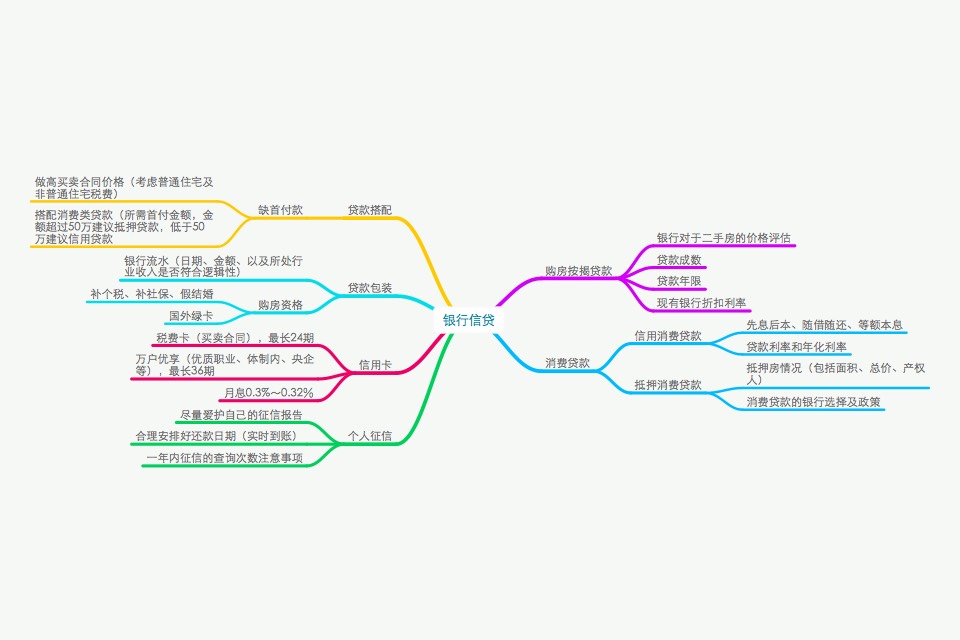 银行信贷
购房按揭贷款
银行对于二手房的价格评估
贷款成数
贷款年限
现有银行折扣利率
消费贷款
信用消费贷款
先息后本、随借随还、等额本息
贷款利率和年化利率
抵押消费贷款
抵押房情况（包括面积、总价、产权
人）
消费贷款的银行选择及政策
贷款搭配
缺首付款
做高买卖合同价格（考虑普通住宅及
非普通住宅税费）
搭配消费类贷款（所需首付金额，金
额超过50万建议抵押贷款，低于50
万建议信用贷款
贷款包装
银行流水（日期、金额、以及所处行
业收入是否符合逻辑性）
购房资格
补个税、补社保、假结婚
国外绿卡
信用卡
税费卡（买卖合同），最长24期
万户优享（优质职业、体制内、央企
等），最长36期
月息0.3%～0.32%
个人征信
尽量爱护自己的征信报告
合理安排好还款日期（实时到账）
一年内征信的查询次数注意事项